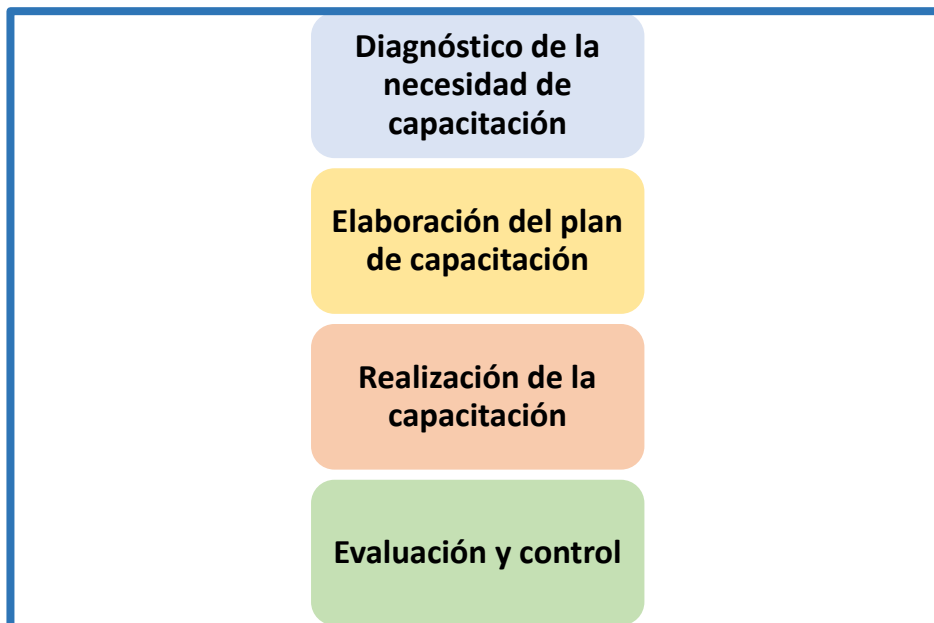 Diagnóstico de la
necesidad de
capacitación
Elaboración del plan
de capacitación
Realización de la
capacitación
Evaluación y control